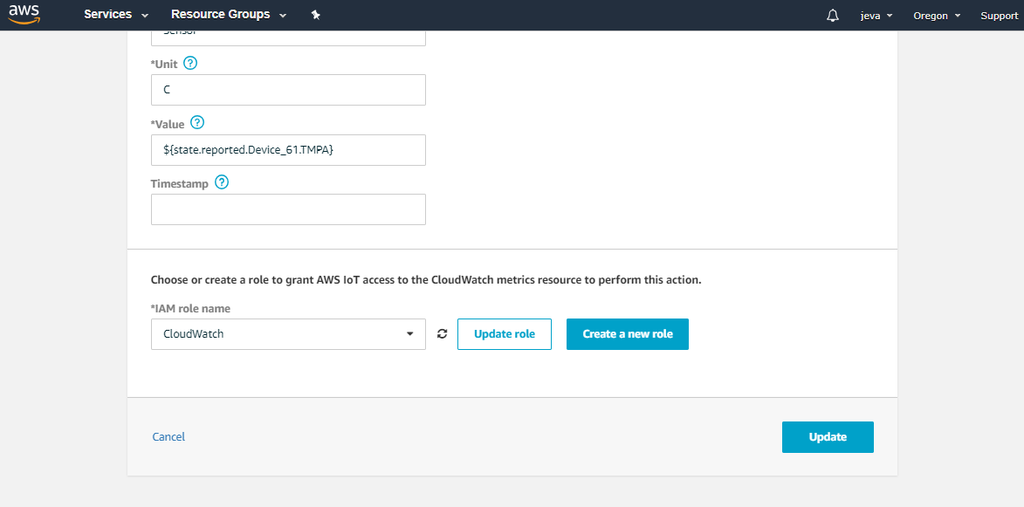 aws Services Resource Groups jeva Oregon Support
Sensor
*Unit ?
C
*Value ?
${state.reported.Device_61.TMPA}
Timestamp ?
Choose or create a role to grant AWS IoT access to the CloudWatch metrics resource to perform this action.
*IAM role name
CloudWatch Update role Create a new role
Cancel Update